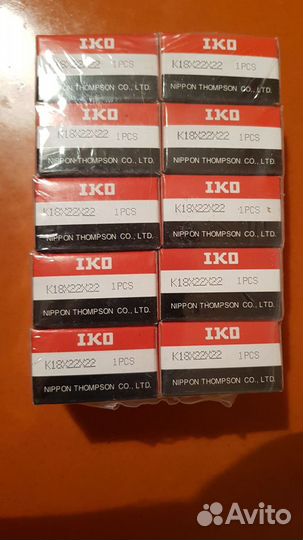 IKO
K18X22X22 1PCS
NIPPON THOMPSON CO., LTD.
IKO
K18X22X22 1PCS
NIPPON THOMPSON CO., LTD.
IKO
K18X22X22 1PCS
NIPPON THOMPSON CO., LTD.
IKO
K18X22X22 1PCS
NIPPON THOMPSON CO., LTD.
IKO
K18X22X22 1PCS
NIPPON THOMPSON CO., LTD.
IKO
K18X22X22 1PCS
NIPPON THOMPSON CO., LTD.
IKO
K18X22X22 1PCS
NIPPON THOMPSON CO., LTD.
IKO
K18X22X22 1PCS
NIPPON THOMPSON CO., LTD.
IKO
K18X22X22 1PCS
NIPPON THOMPSON CO., LTD.
IKO
K18X22X22 1PCS
NIPPON THOMPSON CO., LTD.
Avito